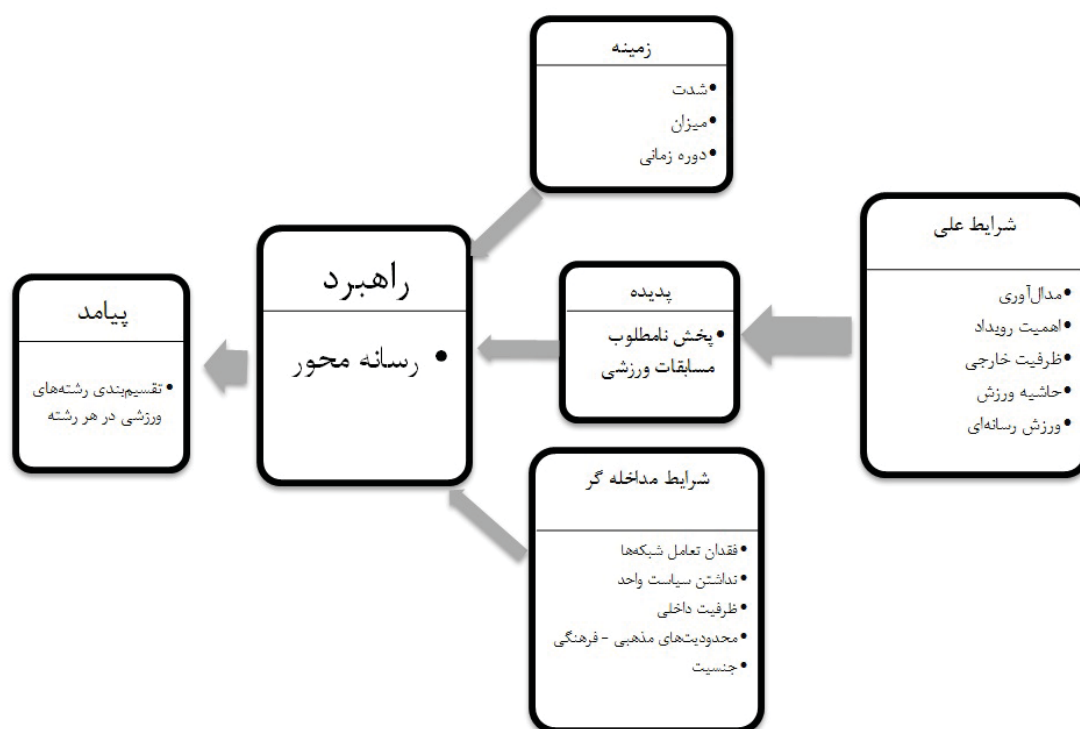 زمینه
•شدت
•میزان
•دوره زمانی
شرایط علی
•مدال‌آوری
•اهمیت رویداد
•ظرفیت خارجی
•حاشیه ورزش
•ورزش رسانه‌ای
پدیده
•پخش نامطلوب
مسابقات ورزشی
راهبرد
• رسانه محور
پیامد
•تقسیم‌بندی رشته‌های
ورزشی در هر رشته
شرایط مداخله گر
•فقدان تعامل شبکه‌ها
•نداشتن سیاست واحد
•ظرفیت داخلی
•محدودیت‌های مذهبی - فرهنگی
•جنسیت